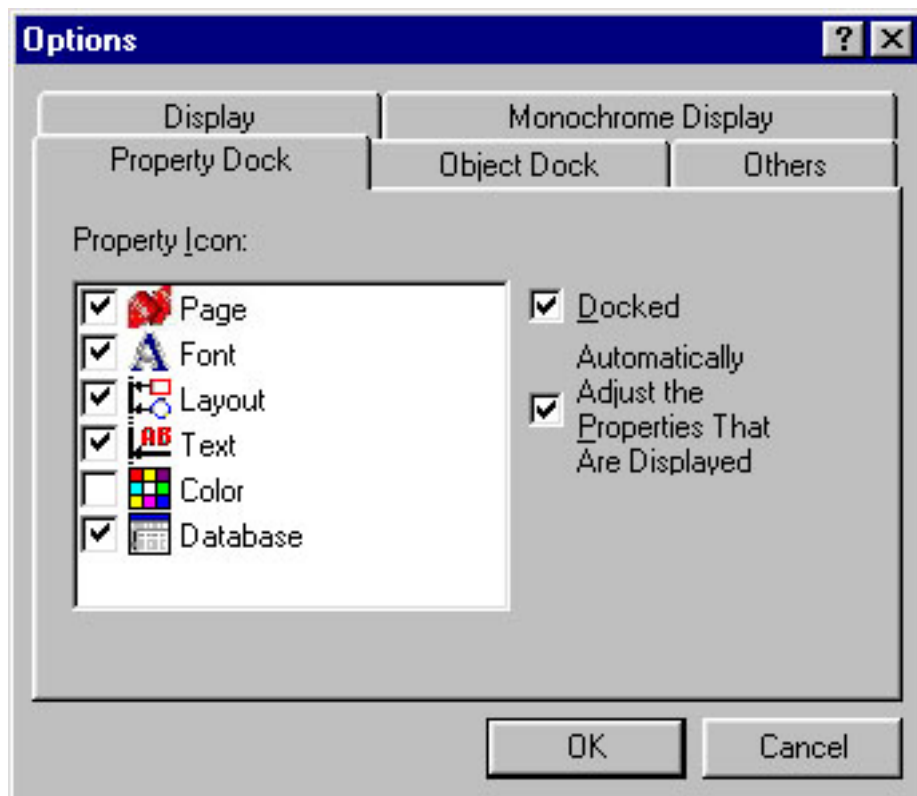 Options
Display
Monochrome Display
Property Dock
Object Dock
Others
Property Icon:
Page
Font
Layout
Text
Color
Database
Docked
Automatically
Adjust the
Properties That
Are Displayed
OK
Cancel